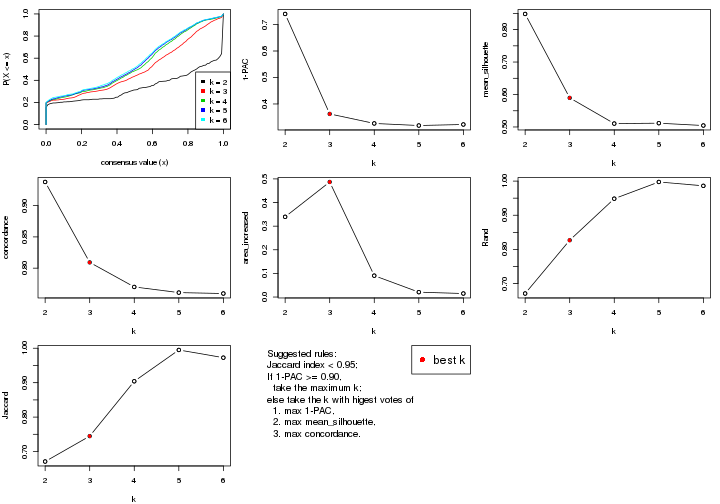 P(X <= x)
0.0 0.2 0.4 0.6 0.8 1.0
k = 2
k = 3
k = 4
k = 5
k = 6
0.0 0.2 0.4 0.6 0.8 1.0
consensus value (x)
1-PAC
0.4 0.5 0.6 0.7
2 3 4 5 6
k
mean_silhouette
0.50 0.60 0.70 0.80
2 3 4 5 6
k
concordance
0.80 0.85 0.90
2 3 4 5 6
k
area_increased
0.0 0.1 0.2 0.3 0.4 0.5
2 3 4 5 6
k
Rand
0.70 0.80 0.90 1.00
2 3 4 5 6
k
Jaccard
0.70 0.80 0.90 1.00
2 3 4 5 6
k
Suggested rules:
Jaccard index < 0.95;
If 1-PAC >= 0.90,
take the maximum k;
else take the k with higest votes of
1. max 1-PAC,
2. max mean_silhouette,
3. max concordance.
best k